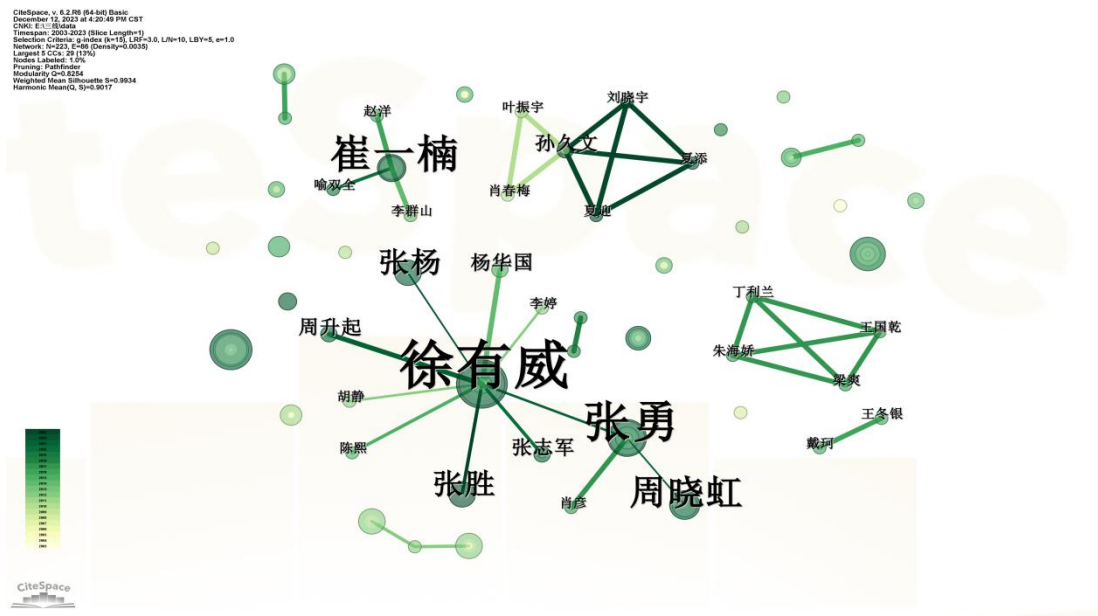 CiteSpace, v. 6.2.R6 (64-bit) Basic
December 12, 2023 at 4:20:49 PM CST
CNKI: E:\三线\data
Timespan: 2003-2023 (Slice Length=1)
Selection Criteria: g-index (k=15), LRF=3.0, L/N=10, LBY=5, e=1.0
Network: N=223, E=86 (Density=0.0035)
Largest 5 CCs: 29 (13%)
Nodes Labeled: 1.0%
Pruning: Pathfinder
Modularity Q=0.8254
Weighted Mean Silhouette S=0.9934
Harmonic Mean(Q, S)=0.9017
赵洋
叶振宇
刘晓宇
崔一楠
孙久文
夏添
喻双全
肖春梅
李群山
夏迎
张杨
杨华国
丁利兰
李婷
周升起
王国乾
朱海娇
徐有威
梁爽
胡静
张勇
王冬银
陈熙
张志军
戴珂
张胜
肖彦
周晓虹
CiteSpace